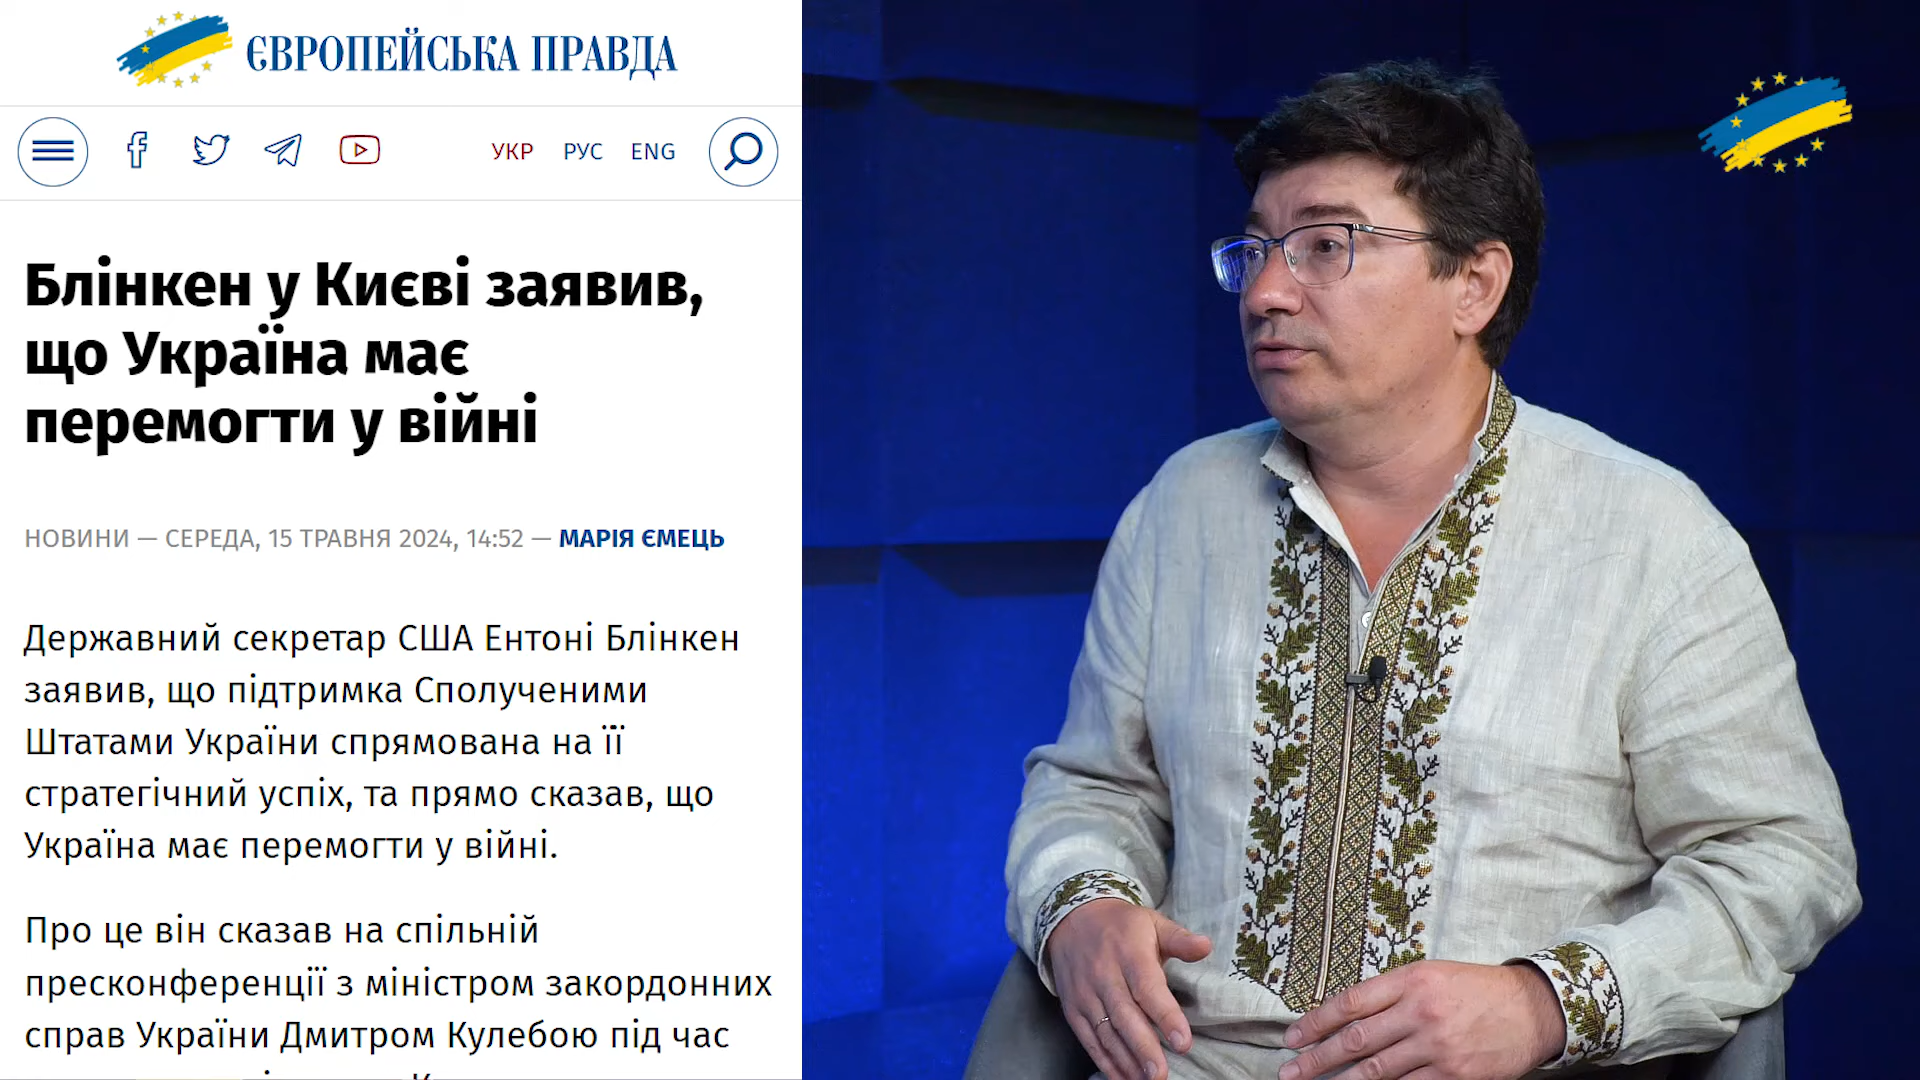 ЄВРОПЕЙСЬКА ПРАВДА
УКР РУС ENG
Блінкен у Києві заявив,
що Україна має
перемогти у війні
НОВИНИ — СЕРЕДА, 15 ТРАВНЯ 2024, 14:52 — МАРІЯ ЄМЕЦЬ
Державний секретар США Ентоні Блінкен
заявив, що підтримка Сполученими
Штатами України спрямована на її
стратегічний успіх, та прямо сказав, що
Україна має перемогти у війні.
Про це він сказав на спільній
пресконференції з міністром закордонних
справ України Дмитром Кулебою під час